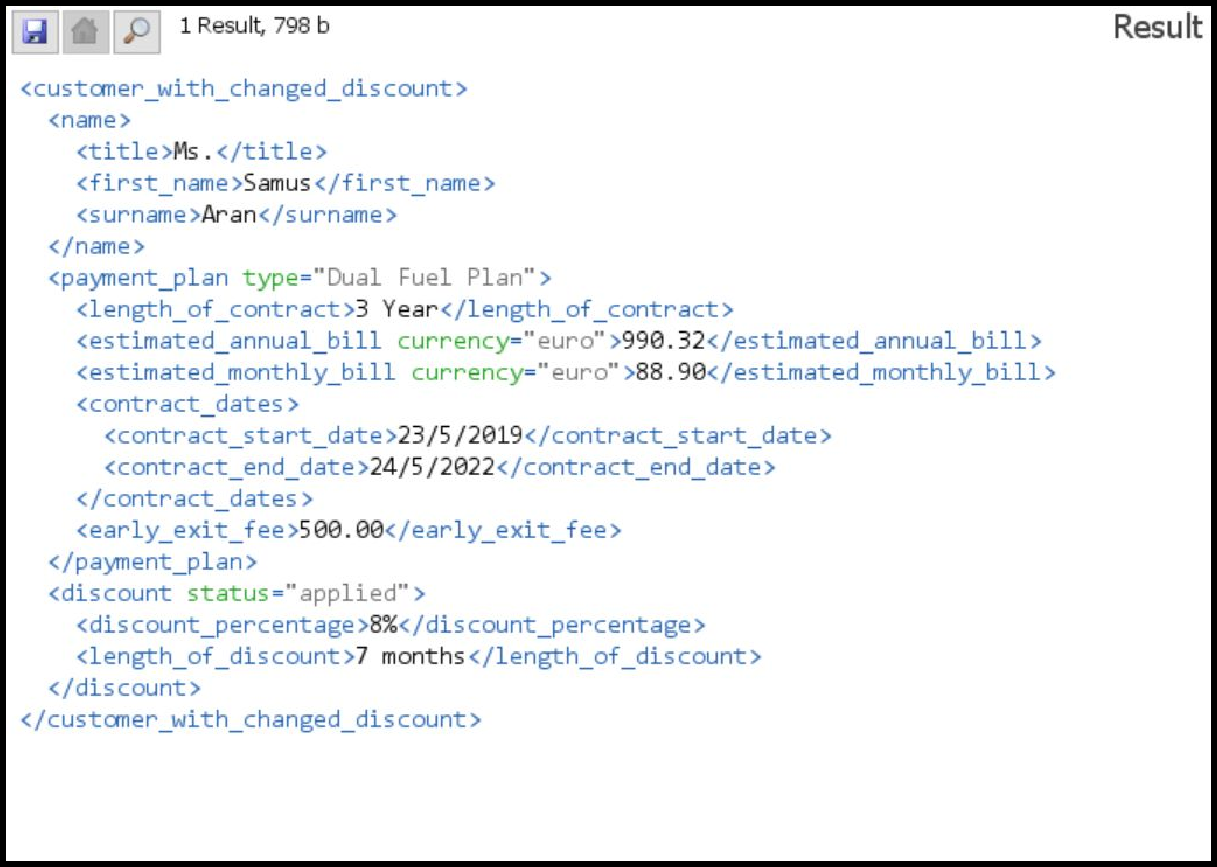 1 Result, 798 b
Result
<customer_with_changed_discount>
<name>
<title>Ms.</title>
<first_name>Samus</first_name>
<surname>Aran</surname>
</name>
<payment_plan type="Dual Fuel Plan">
<length_of_contract>3 Year</length_of_contract>
<estimated_annual_bill currency="euro">990.32</estimated_annual_bill>
<estimated_monthly_bill currency="euro">88.90</estimated_monthly_bill>
<contract_dates>
<contract_start_date>23/5/2019</contract_start_date>
<contract_end_date>24/5/2022</contract_end_date>
</contract_dates>
<early_exit_fee>500.00</early_exit_fee>
</payment_plan>
<discount status="applied">
<discount_percentage>8%</discount_percentage>
<length_of_discount>7 months</length_of_discount>
</discount>
</customer_with_changed_discount>